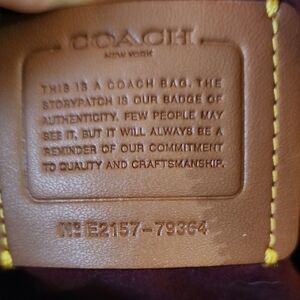 COACH
NEW YORK
THIS IS A COACH BAG. THE
STORYPATCH IS OUR BADGE OF
AUTHENTICITY. FEW PEOPLE MAY
SEE IT, BUT IT WILL ALWAYS BE A
REMINDER OF OUR COMMITMENT
TO QUALITY AND CRAFTSMANSHIP.
Nº E2157-79364